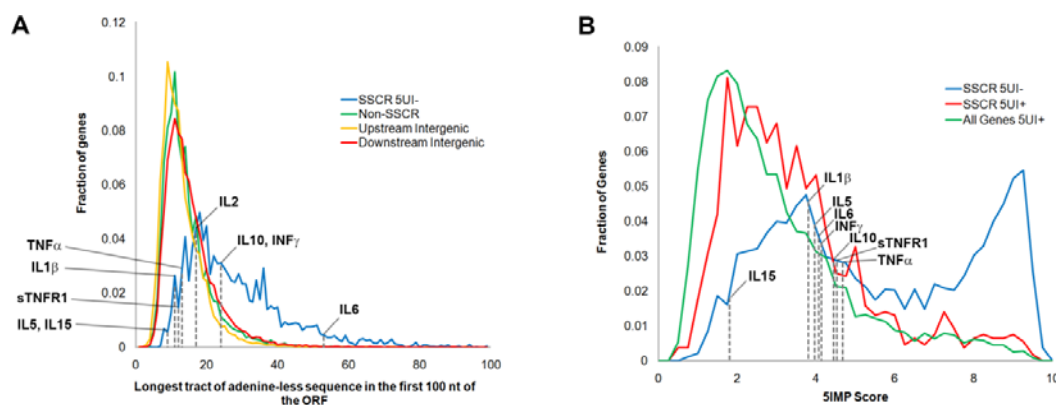 A
0.12
0.1
0.08
0.06
0.04
0.02
0
Fraction of genes
SSCR 5UI-
Non-SSCR
Upstream Intergenic
Downstream Intergenic
IL2
TNFα
IL10, INFγ
IL1β
sTNFR1
IL6
IL5, IL15
0 20 40 60 80 100
Longest tract of adenine-less sequence in the first 100 nt of
the ORF
B
0.09
0.08
0.07
0.06
0.05
0.04
0.03
0.02
0.01
0
Fraction of Genes
SSCR 5UI-
SSCR 5UI+
All Genes 5UI+
IL1β
IL5
IL6
INFγ
IL10
sTNFR1
TNFα
IL15
0 2 4 6 8 10
5IMP Score